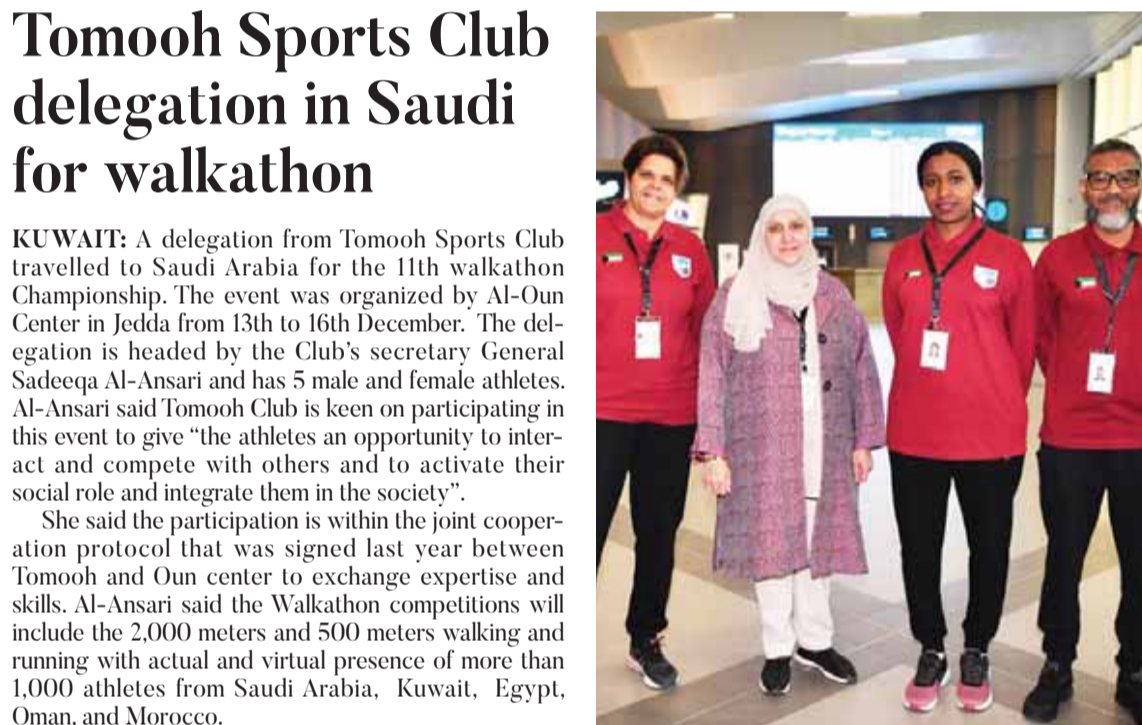 Tomooh Sports Club
delegation in Saudi
for walkathon
KUWAIT: A delegation from Tomooh Sports Club
travelled to Saudi Arabia for the 11th walkathon
Championship. The event was organized by Al-Oun
Center in Jedda from 13th to 16th December. The del-
egation is headed by the Club’s secretary General
Sadeeqa Al-Ansari and has 5 male and female athletes.
Al-Ansari said Tomooh Club is keen on participating in
this event to give “the athletes an opportunity to inter-
act and compete with others and to activate their
social role and integrate them in the society”.
She said the participation is within the joint cooper-
ation protocol that was signed last year between
Tomooh and Oun center to exchange expertise and
skills. Al-Ansari said the Walkathon competitions will
include the 2,000 meters and 500 meters walking and
running with actual and virtual presence of more than
1,000 athletes from Saudi Arabia, Kuwait, Egypt,
Oman, and Morocco.